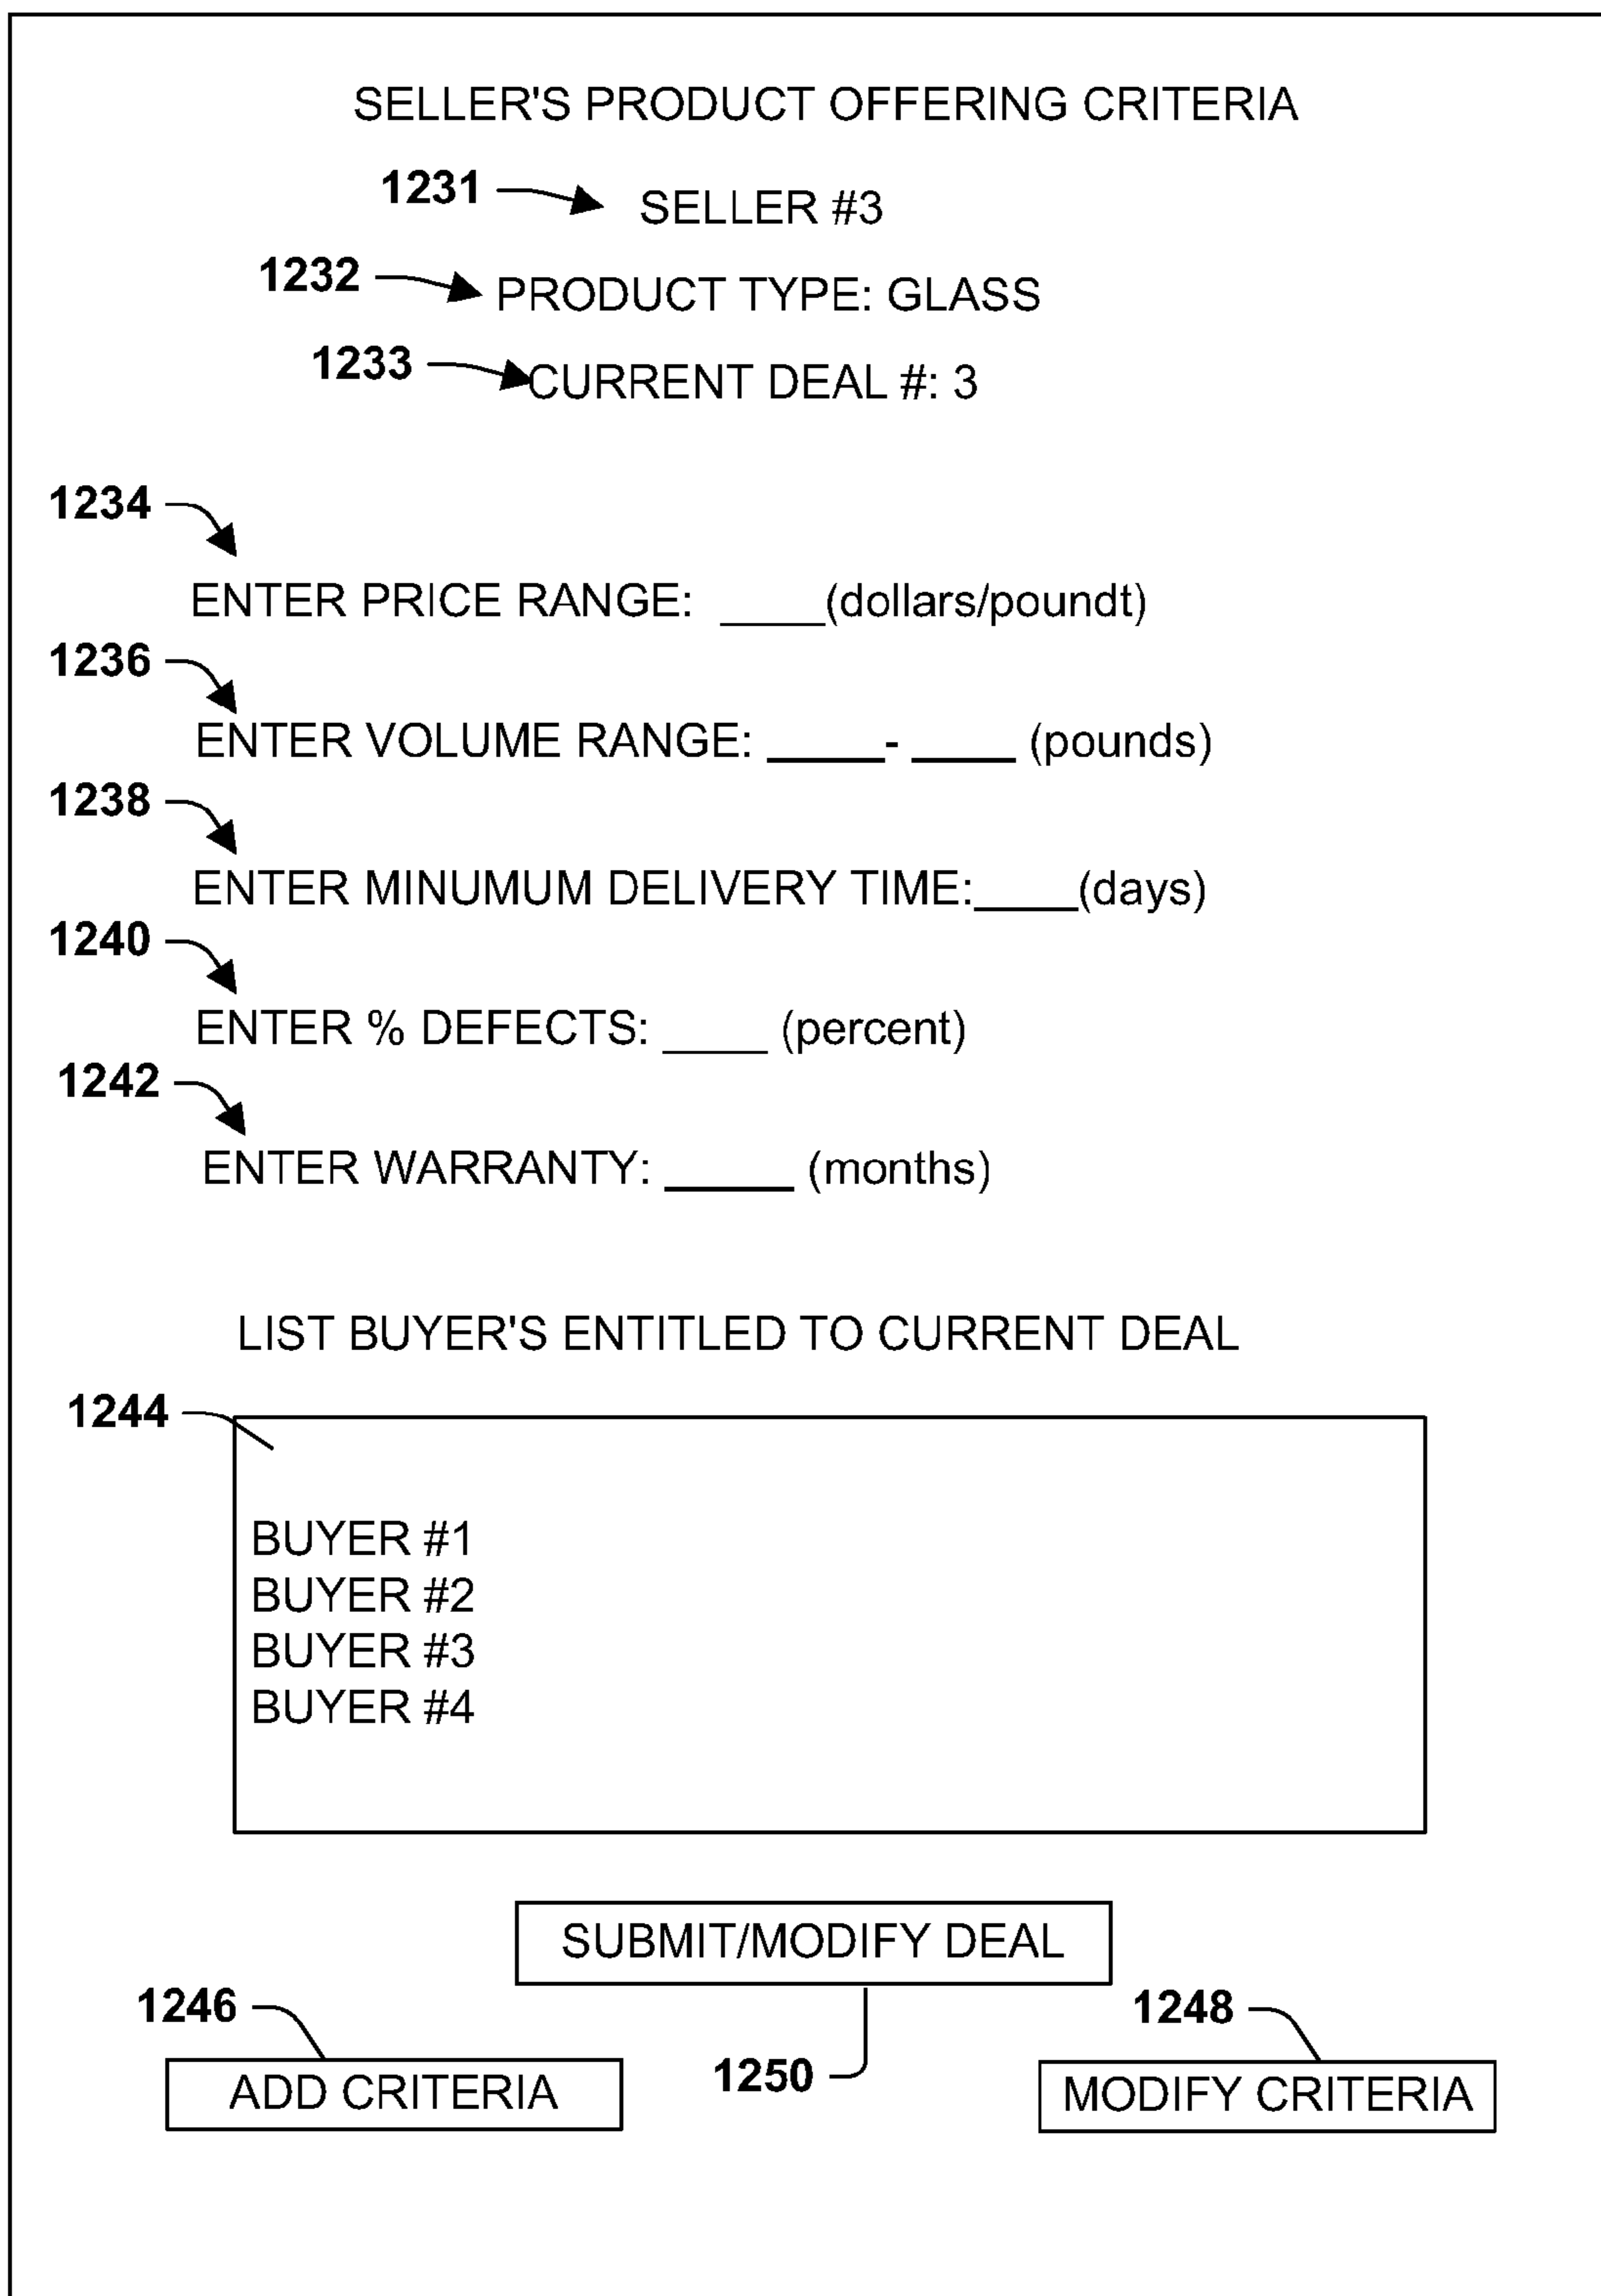 SELLER'S PRODUCT OFFERING CRITERIA
1231 SELLER #3
1232 PRODUCT TYPE: GLASS
1233 CURRENT DEAL #: 3
1234
ENTER PRICE RANGE: ____(dollars/poundt)
1236
ENTER VOLUME RANGE: ____- ____ (pounds)
1238
ENTER MINUMUM DELIVERY TIME:____(days)
1240
ENTER % DEFECTS: ____ (percent)
1242
ENTER WARRANTY: _____ (months)
LIST BUYER'S ENTITLED TO CURRENT DEAL
1244
BUYER #1
BUYER #2
BUYER #3
BUYER #4
SUBMIT/MODIFY DEAL
1246
1248
1250
ADD CRITERIA
MODIFY CRITERIA